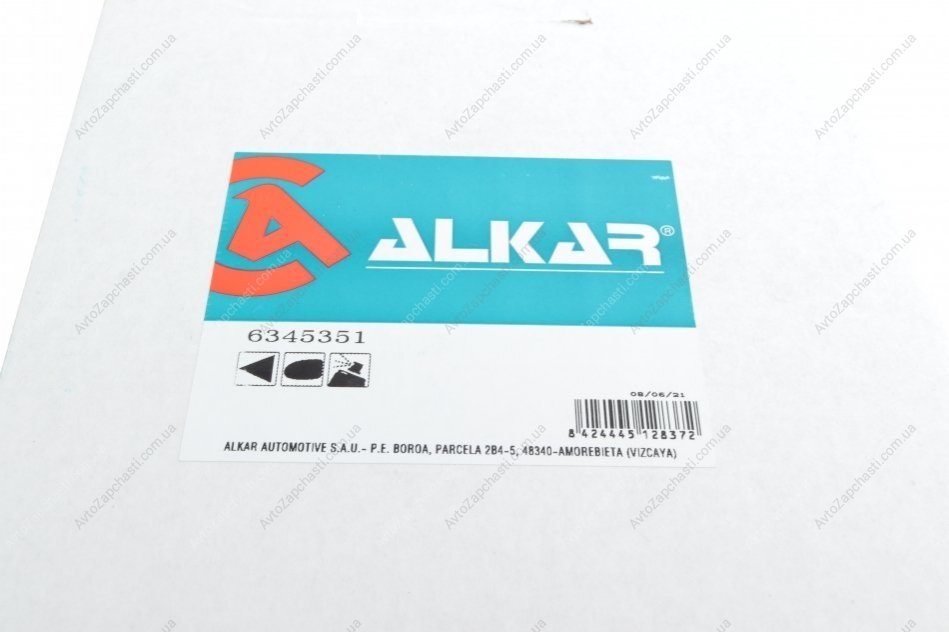 ALKAR®
6345351
08/06/21
8 424445 128372
ALKAR AUTOMOTIVE S.A.U.- P.E. BOROA, PARCELA 2B4-5, 48340-AMOREBIETA (VIZCAYA)
AvtoZapchasti.com.ua